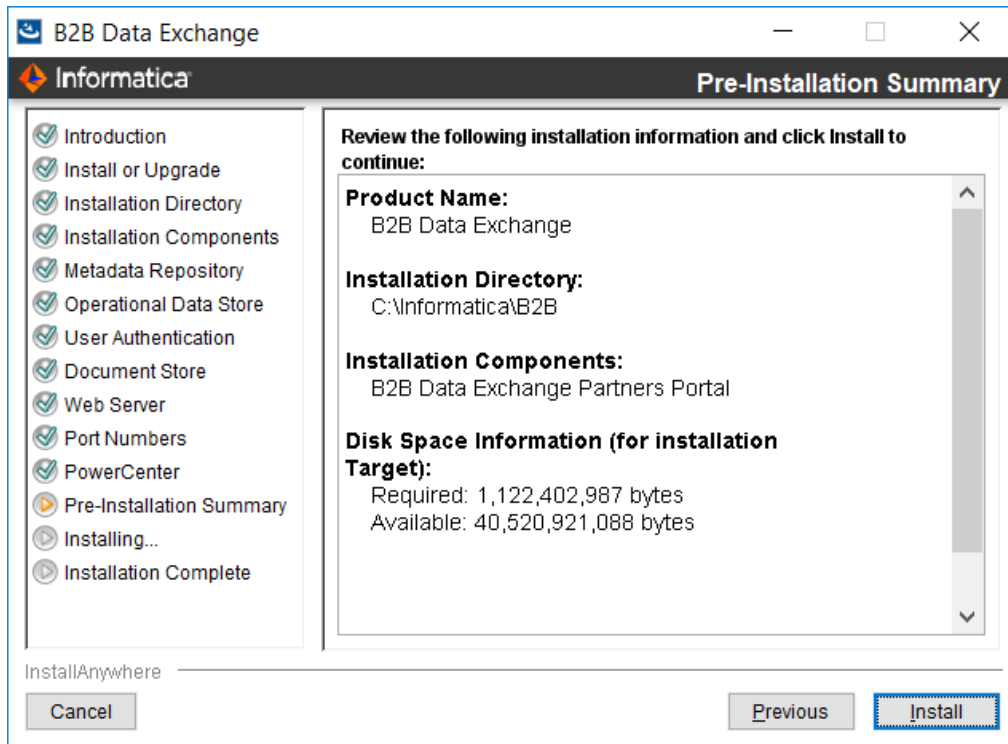 B2B Data Exchange
Informatica
Pre-Installation Summary
Introduction
Install or Upgrade
Installation Directory
Installation Components
Metadata Repository
Operational Data Store
User Authentication
Document Store
Web Server
Port Numbers
PowerCenter
Pre-Installation Summary
Installing...
Installation Complete
Review the following installation information and click Install to
continue:
Product Name:
B2B Data Exchange
Installation Directory:
C:\Informatica\B2B
Installation Components:
B2B Data Exchange Partners Portal
Disk Space Information (for installation
Target):
Required: 1,122,402,987 bytes
Available: 40,520,921,088 bytes
InstallAnywhere
Cancel
Previous
Install